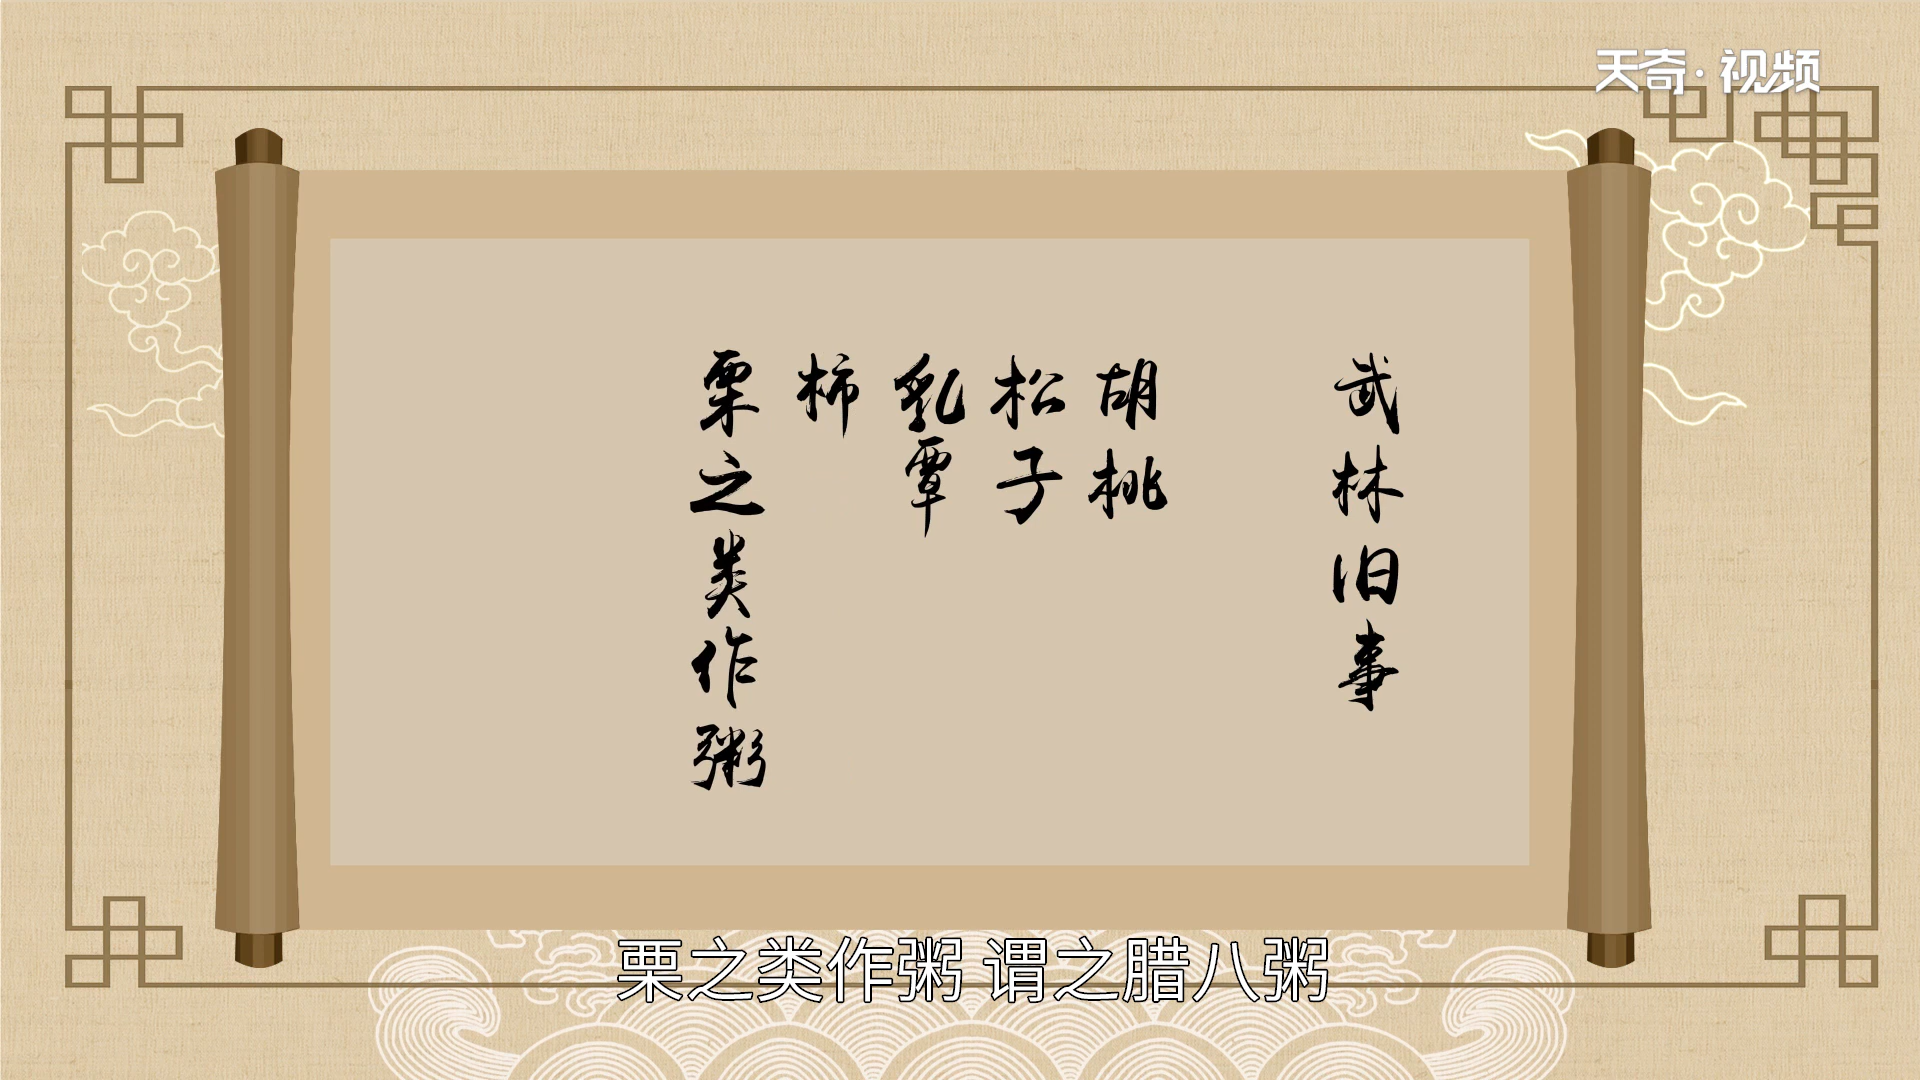 天奇·视频
武林旧事
胡桃
松子
乳覃
柿
栗之类作粥
栗之类作粥 谓之腊八粥